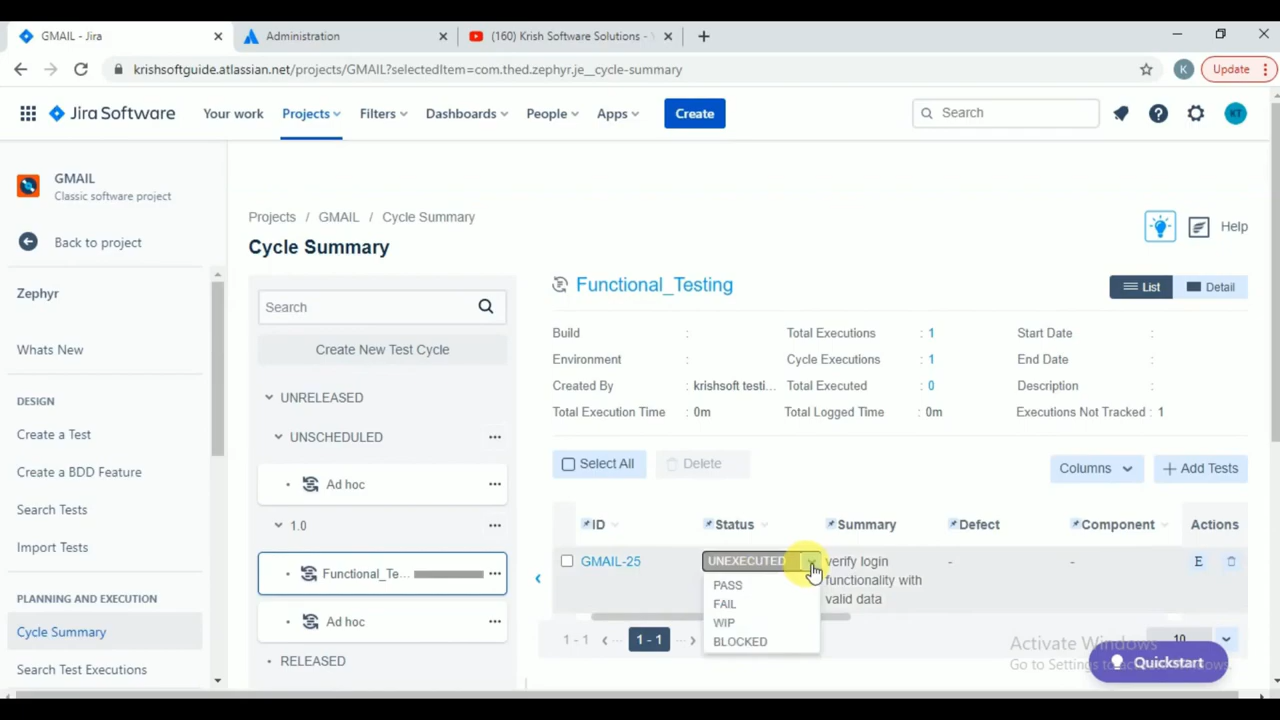 GMAIL - Jira
Administration
(160) Krish Software Solutions -
krishsoftguide.atlassian.net/projects/GMAIL?selectedItem=com.thed.zephyr.je__cycle-summary
K
Update
Jira Software
Your work
Projects
Filters
Dashboards
People
Apps
Create
Search
KT
GMAIL
Classic software project
Back to project
Zephyr
Whats New
DESIGN
Create a Test
Create a BDD Feature
Search Tests
Import Tests
PLANNING AND EXECUTION
Cycle Summary
Search Test Executions
Projects / GMAIL / Cycle Summary
Help
Cycle Summary
Search
Create New Test Cycle
UNRELEASED
UNSCHEDULED
Ad hoc
1.0
Functional_Te...
Ad hoc
RELEASED
Functional_Testing
List
Detail
Build : Total Executions : 1 Start Date :
Environment : Cycle Executions : 1 End Date :
Created By : krishsoft testi... Total Executed : 0 Description :
Total Execution Time : 0m Total Logged Time : 0m Executions Not Tracked : 1
Select All
Delete
Columns
+ Add Tests
ID Status Summary Defect Component Actions
GMAIL-25 UNEXECUTED verify login - - E
functionality with
valid data
PASS
FAIL
WIP
BLOCKED
1 - 1
1 - 1
10
Activate Windows
Go to Settings to
Quickstart